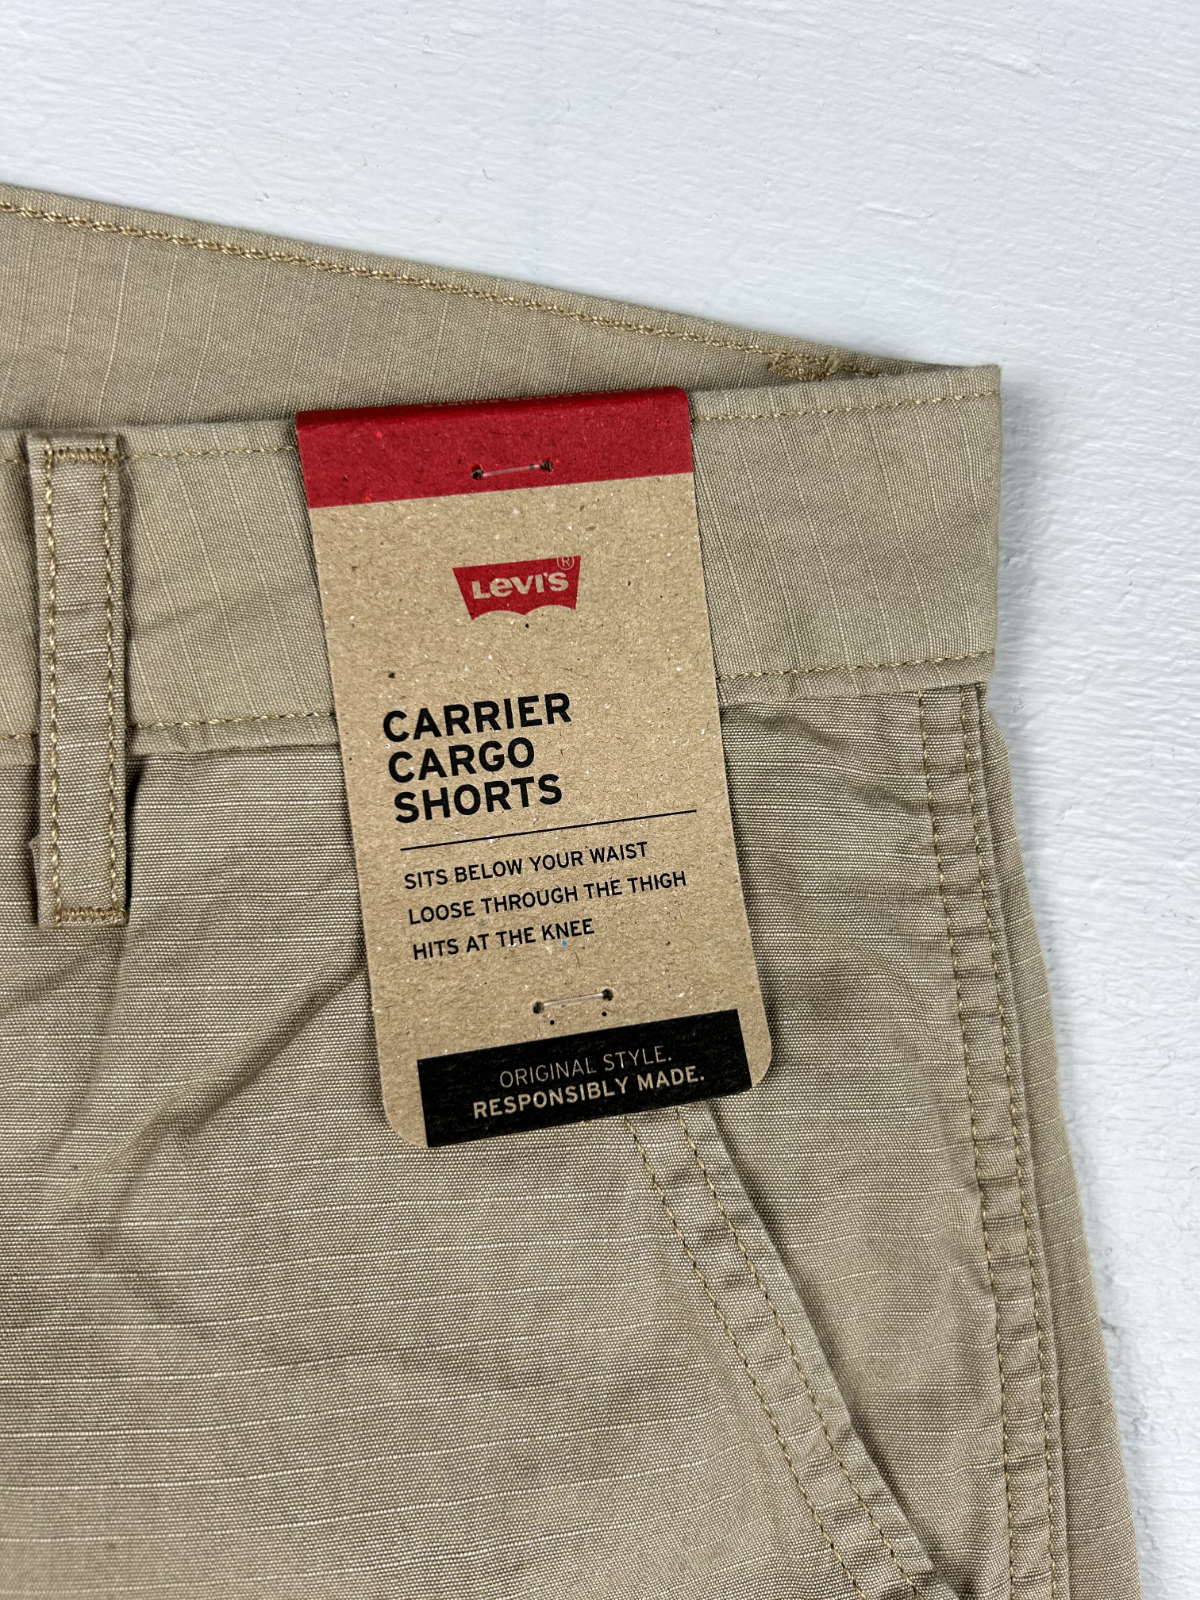 Levi's®
CARRIER
CARGO
SHORTS
SITS BELOW YOUR WAIST
LOOSE THROUGH THE THIGH
HITS AT THE KNEE
ORIGINAL STYLE.
RESPONSIBLY MADE.